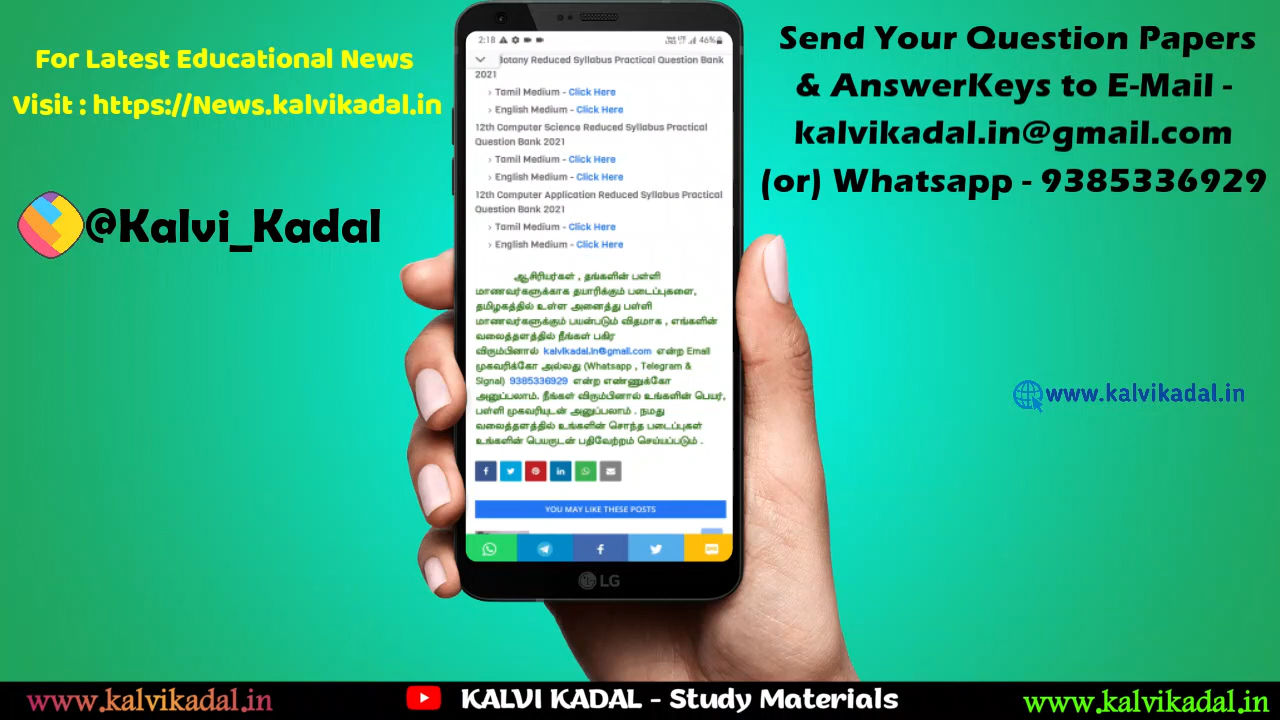 For Latest Educational News
Visit : https://News.kalvikadal.in
@Kalvi_Kadal
Send Your Question Papers
& AnswerKeys to E-Mail -
kalvikadal.in@gmail.com
(or) Whatsapp - 9385336929
2:18
46%
Botany Reduced Syllabus Practical Question Bank
2021
› Tamil Medium - Click Here
› English Medium - Click Here
12th Computer Science Reduced Syllabus Practical
Question Bank 2021
› Tamil Medium - Click Here
› English Medium - Click Here
12th Computer Application Reduced Syllabus Practical
Question Bank 2021
› Tamil Medium - Click Here
› English Medium - Click Here
ஆசிரியர்கள் , தங்களின் பள்ளி
மாணவர்களுக்காக தயாரிக்கும் படைப்புகளை,
தமிழகத்தில் உள்ள அனைத்து பள்ளி
மாணவர்களுக்கும் பயன்படும் விதமாக , எங்களின்
வலைத்தளத்தில் நீங்கள் பகிர
விரும்பினால் kalvikadal.in@gmail.com என்ற Email
முகவரிக்கோ அல்லது (Whatsapp , Telegram &
Signal) 9385336929 என்ற எண்ணுக்கோ
அனுப்பலாம். நீங்கள் விரும்பினால் உங்களின் பெயர்,
பள்ளி முகவரியுடன் அனுப்பலாம் . நமது
வலைத்தளத்தில் உங்களின் சொந்த படைப்புகள்
உங்களின் பெயருடன் பதிவேற்றம் செய்யப்படும் .
YOU MAY LIKE THESE POSTS
LG
www.kalvikadal.in
www.kalvikadal.in
KALVI KADAL - Study Materials
www.kalvikadal.in